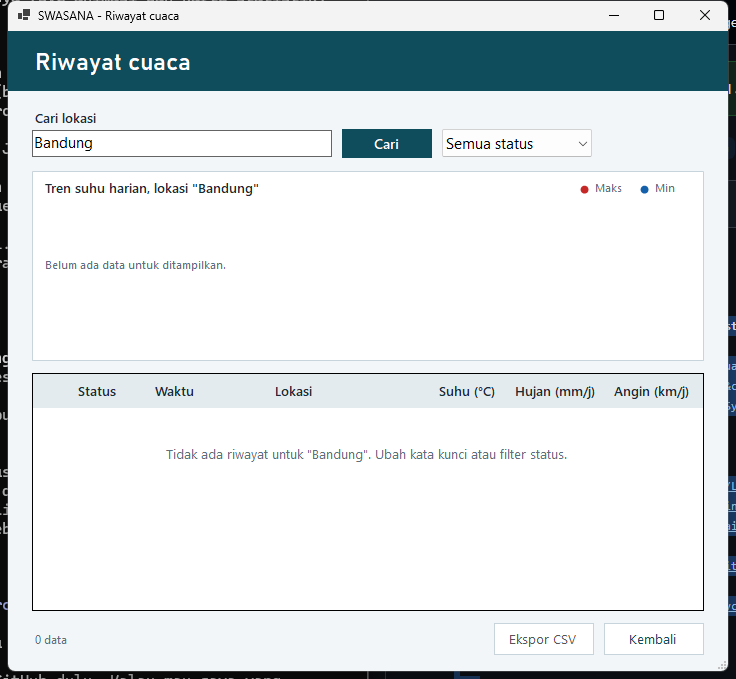 SWASANA - Riwayat cuaca
Riwayat cuaca
Cari lokasi
Bandung
Cari
Semua status
Tren suhu harian, lokasi "Bandung"
Maks
Min
Belum ada data untuk ditampilkan.
Status Waktu Lokasi Suhu (°C) Hujan (mm/j) Angin (km/j)
Tidak ada riwayat untuk "Bandung". Ubah kata kunci atau filter status.
0 data
Ekspor CSV
Kembali